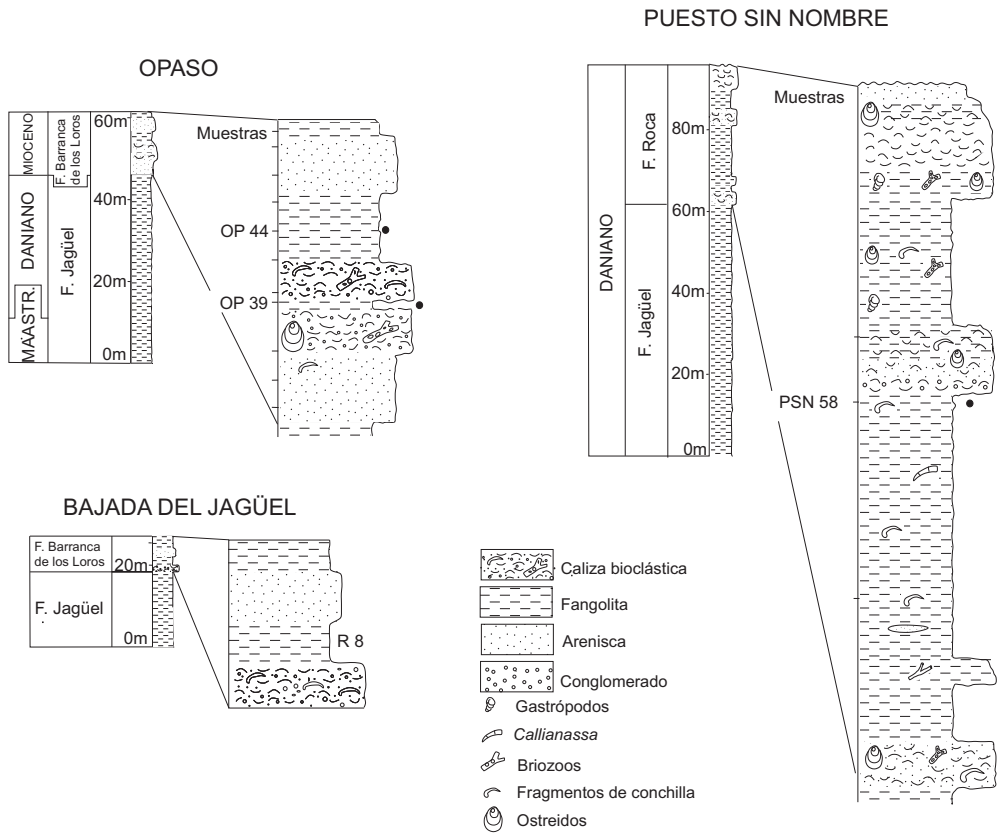 OPASO
MIOCENO
F. Barranca
de los Loros
DANIANO
MAASTR.
F. Jagüel
60m
40m
20m
0m
Muestras
OP 44
OP 39
PUESTO SIN NOMBRE
DANIANO
F. Roca
F. Jagüel
80m
60m
40m
20m
0m
Muestras
PSN 58
BAJADA DEL JAGÜEL
F. Barranca
de los Loros
F. Jagüel
20m
0m
R 8
Caliza bioclástica
Fangolita
Arenisca
Conglomerado
Gastrópodos
Callianassa
Briozoos
Fragmentos de conchilla
Ostreidos